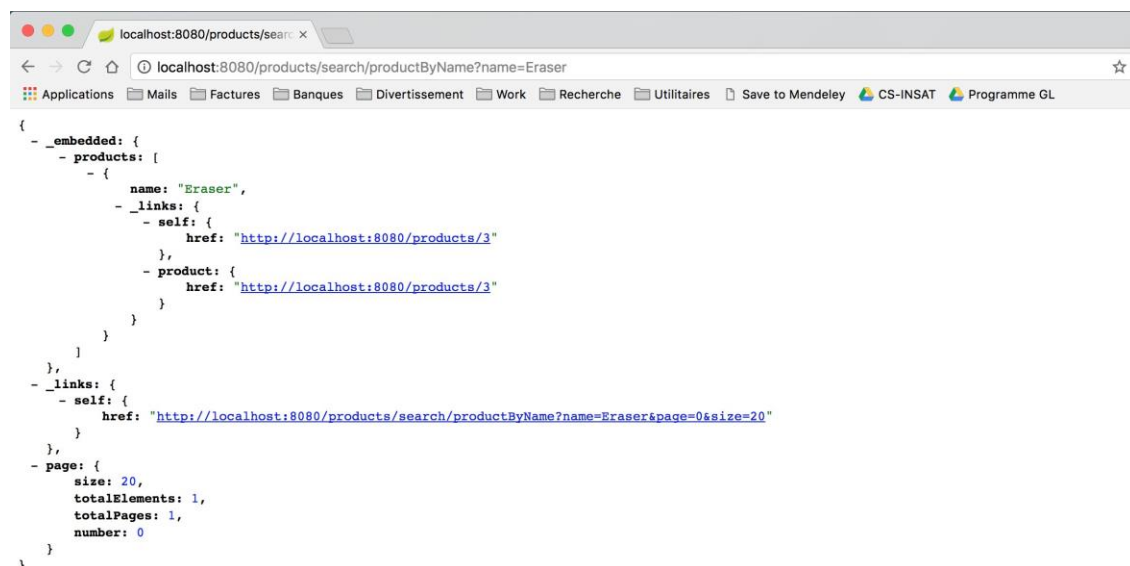 localhost:8080/products/searc ×
localhost:8080/products/search/productByName?name=Eraser
Applications Mails Factures Banques Divertissement Work Recherche Utilitaires Save to Mendeley CS-INSAT Programme GL
{
- _embedded: {
- products: [
- {
name: "Eraser",
- _links: {
- self: {
href: "http://localhost:8080/products/3"
},
- product: {
href: "http://localhost:8080/products/3"
}
}
}
]
},
- _links: {
- self: {
href: "http://localhost:8080/products/search/productByName?name=Eraser&page=0&size=20"
}
},
- page: {
size: 20,
totalElements: 1,
totalPages: 1,
number: 0
}
}